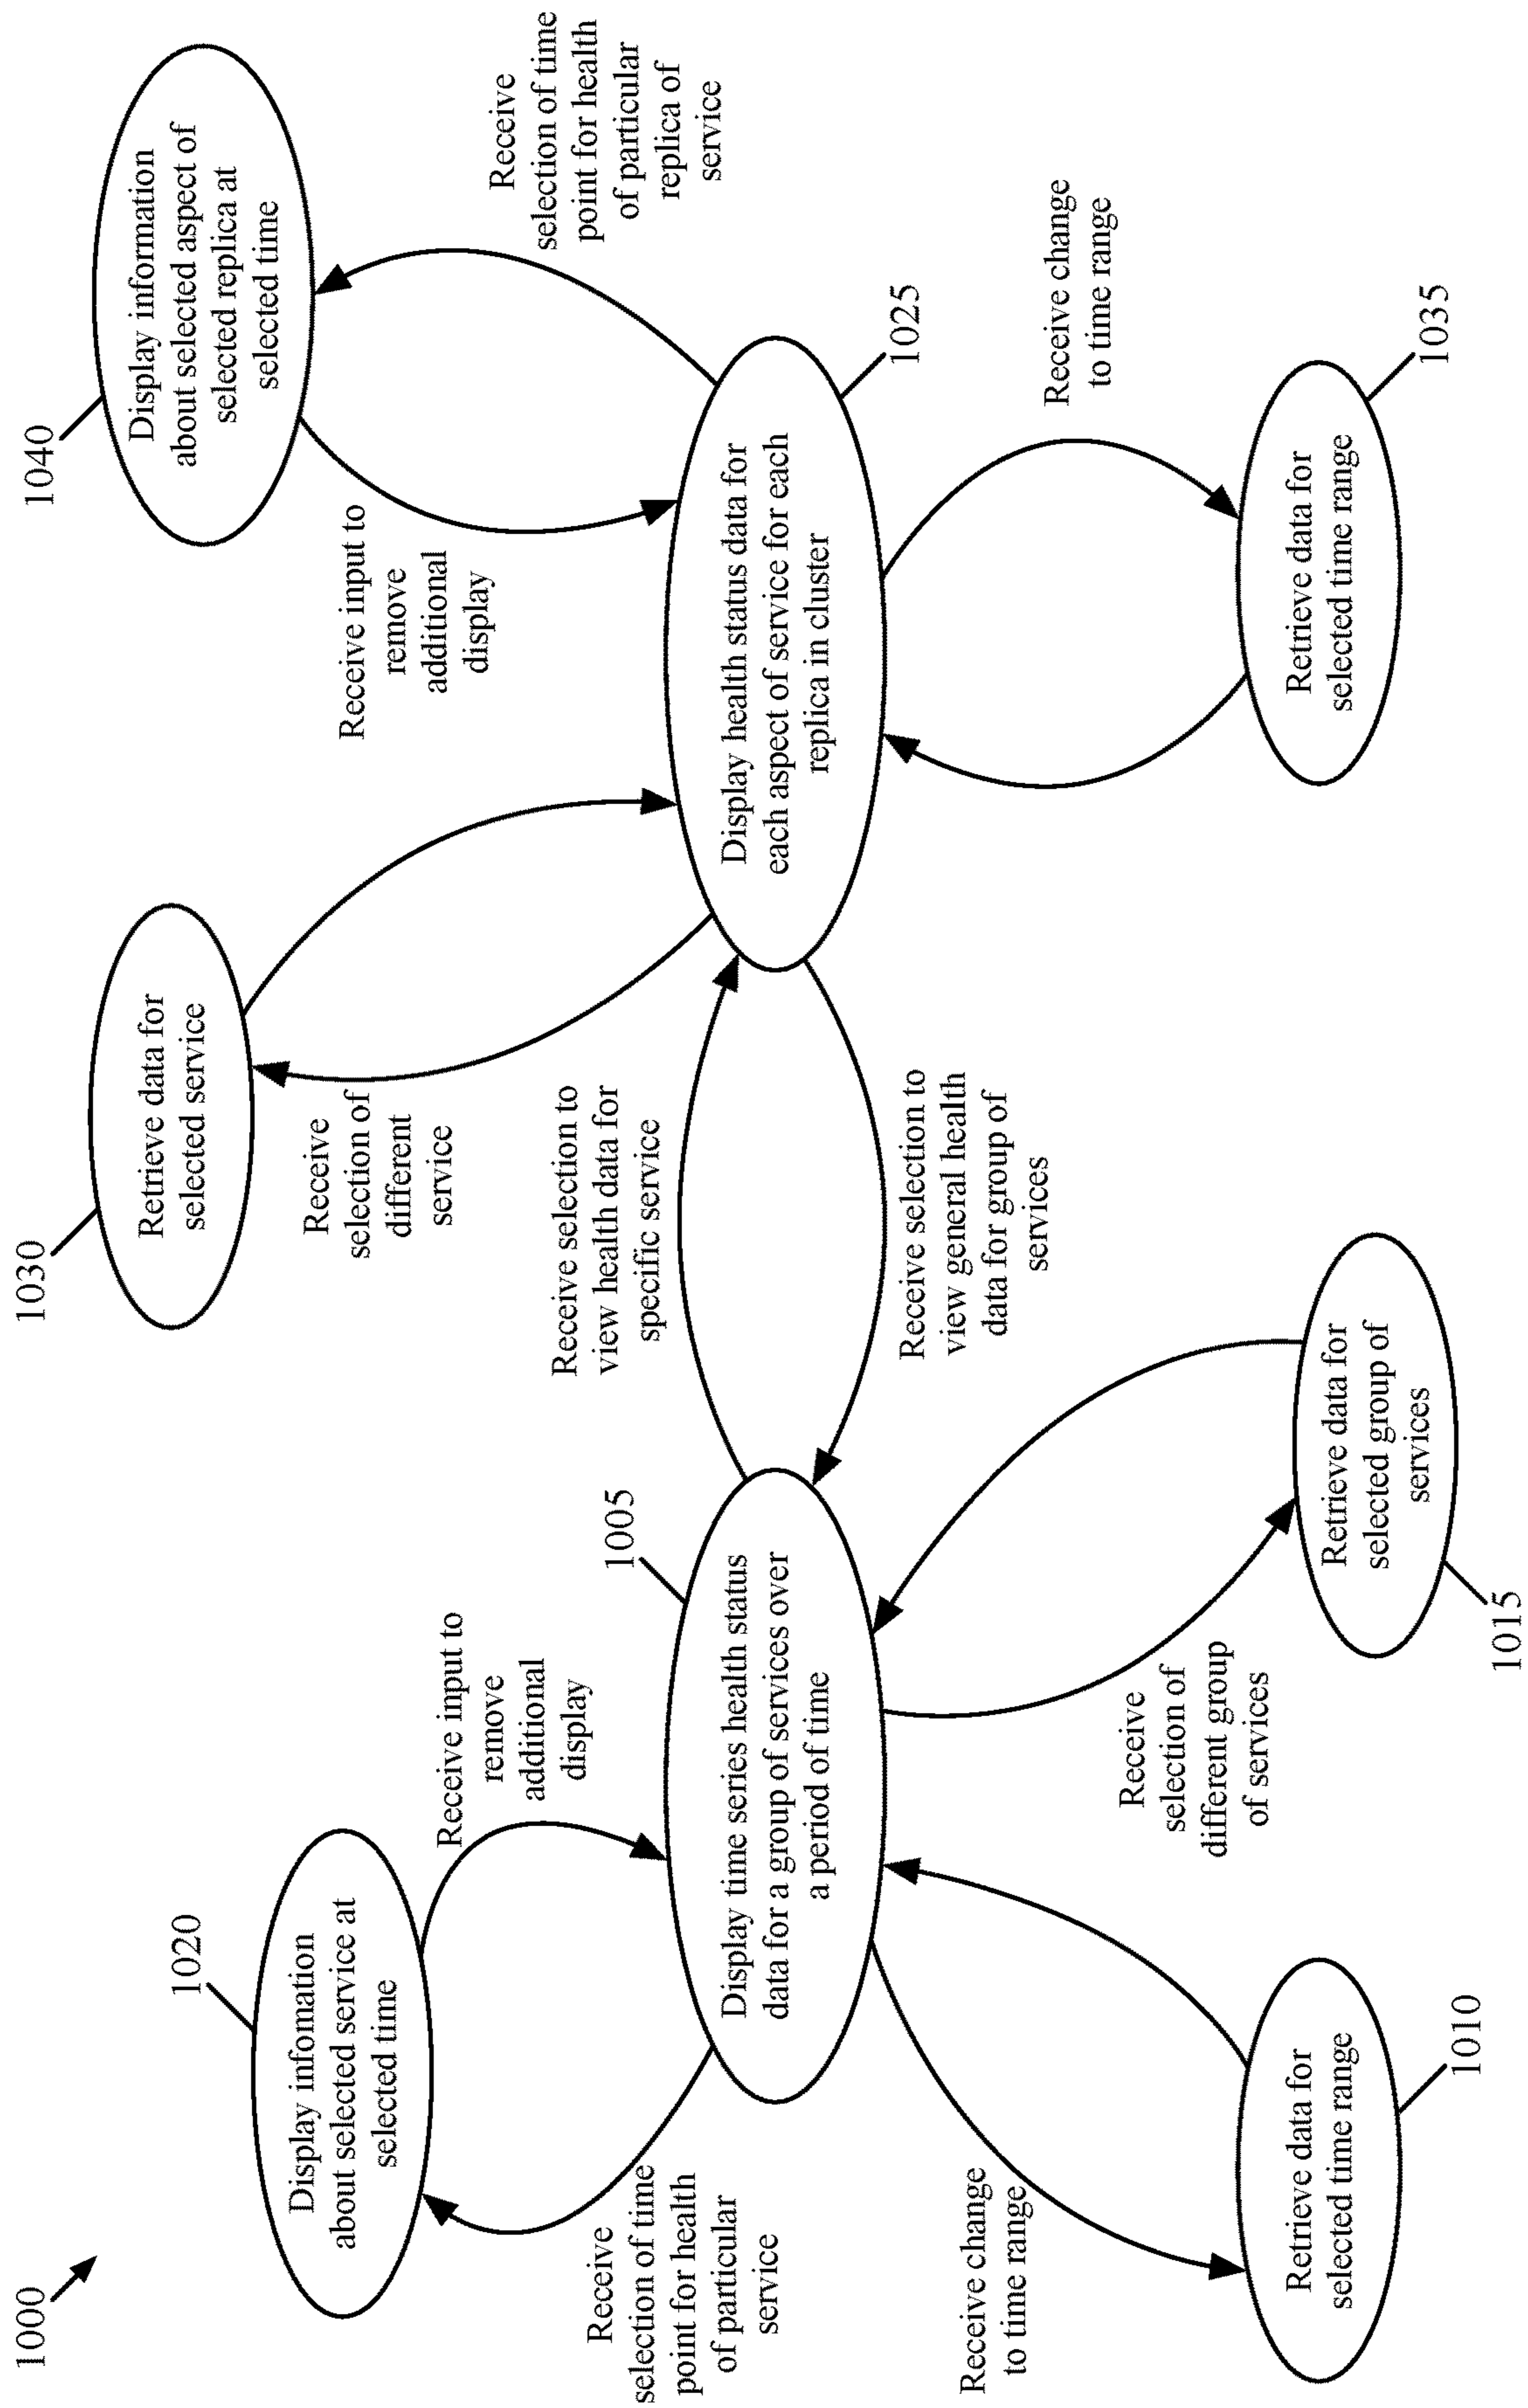 1000
1020
Display infomation
about selected service at
selected time
Receive input to
remove
additional
display
Receive
selection of time
point for health
of particular
service
1005
Display time series health status
data for a group of services over
a period of time
Receive change
to time range
Retrieve data for
selected time range
1010
Receive
selection of
different group
of services
Retrieve data for
selected group of
services
1015
Receive selection to
view health data for
specific service
Receive selection to
view general health
data for group of
services
1030
Retrieve data for
selected service
Receive
selection of
different
service
1040
Display information
about selected aspect of
selected replica at
selected time
Receive input to
remove
additional
display
Receive
selection of time
point for health
of particular
replica of
service
Display health status data for
each aspect of service for each
replica in cluster
1025
Receive change
to time range
Retrieve data for
selected time range
1035